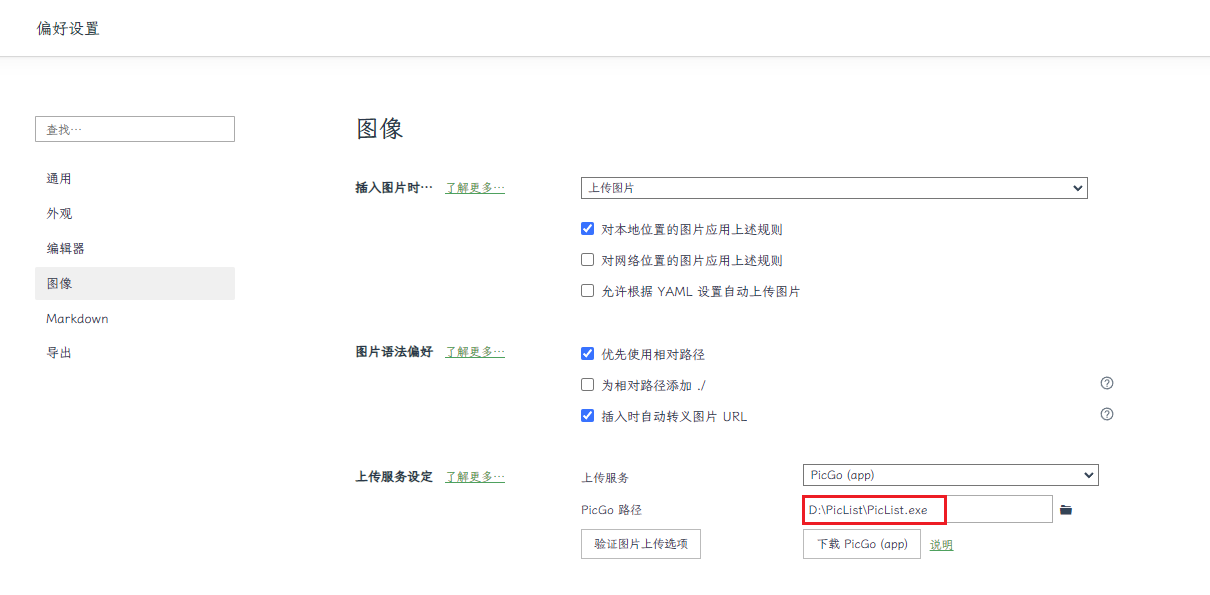 偏好设置
查找…
通用
外观
编辑器
图像
Markdown
导出
图像
插入图片时… 了解更多… 上传图片
对本地位置的图片应用上述规则
对网络位置的图片应用上述规则
允许根据 YAML 设置自动上传图片
图片语法偏好 了解更多… 优先使用相对路径
为相对路径添加 ./ ?
插入时自动转义图片 URL ?
上传服务设定 了解更多… 上传服务 PicGo (app)
PicGo 路径 D:\PicList\PicList.exe
验证图片上传选项 下载 PicGo (app) 说明